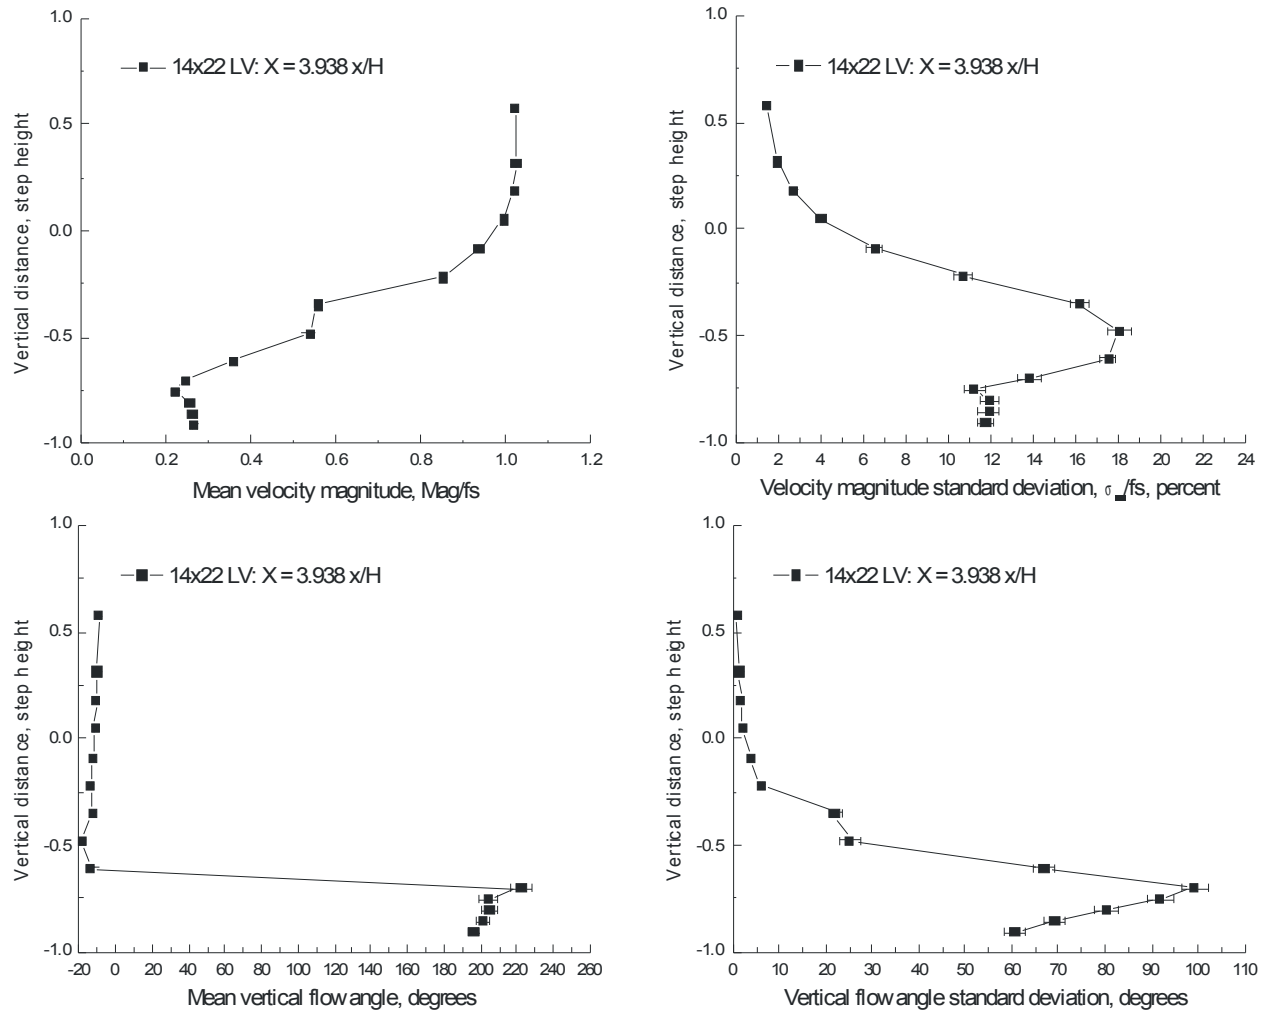 1.0
0.5
0.0
-0.5
-1.0
Vertical distance, step height
14x22 LV: X = 3.938 x/H
0.0 0.2 0.4 0.6 0.8 1.0 1.2
Mean velocity magnitude, Mag/fs
1.0
0.5
0.0
-0.5
-1.0
Vertical distance, step height
14x22 LV: X = 3.938 x/H
0 2 4 6 8 10 12 14 16 18 20 22 24
Velocity magnitude standard deviation, σ /fs, percent
1.0
0.5
0.0
-0.5
-1.0
Vertical distance, step height
14x22 LV: X = 3.938 x/H
-20 0 20 40 60 80 100 120 140 160 180 200 220 240 260
Mean vertical flow angle, degrees
1.0
0.5
0.0
-0.5
-1.0
Vertical distance, step height
14x22 LV: X = 3.938 x/H
0 10 20 30 40 50 60 70 80 90 100 110
Vertical flow angle standard deviation, degrees